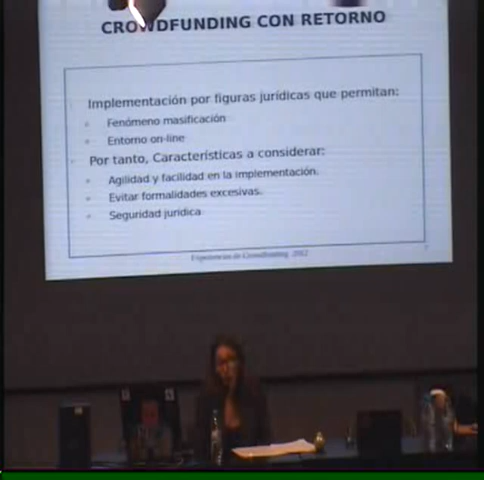 CROWDFUNDING CON RETORNO
Implementación por figuras jurídicas que permitan:
Fenómeno masificación
Entorno on-line
Por tanto, Características a considerar:
Agilidad y facilidad en la implementación.
Evitar formalidades excesivas.
Seguridad jurídica
Experiencias de Crowdfunding 2012